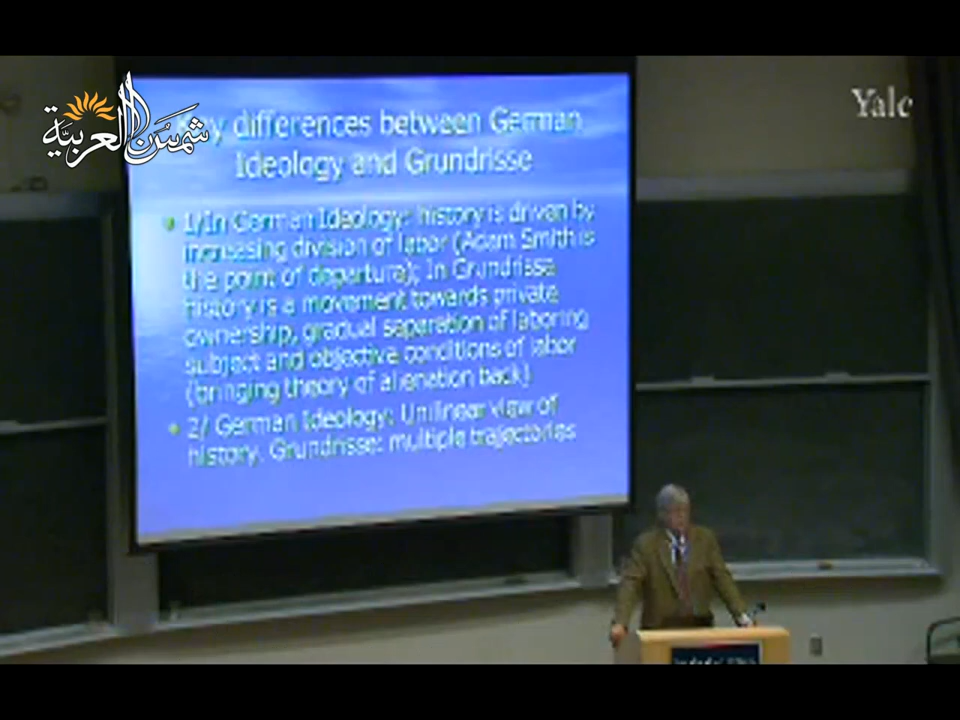 شمس العربية
Yale
differences between German
Ideology and Grundrisse
1/In German Ideology: history is driven by
increasing division of labor (Adam Smith is
the point of departure); In Grundrisse
history is a movement towards private
ownership, gradual separation of laboring
subject and objective conditions of labor
(bringing theory of alienation back)
2/ German Ideology: Unilinear view of
history. Grundrisse: multiple trajectories